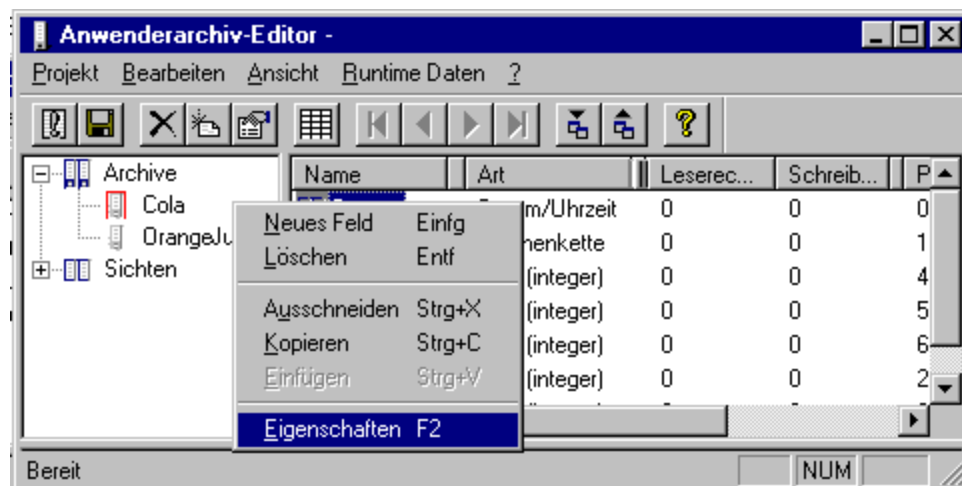 Anwenderarchiv-Editor -
Projekt Bearbeiten Ansicht Runtime Daten ?
Archive
Cola
OrangeJu
Sichten
Name Art Leserec... Schreib... P
m/Uhrzeit 0 0 0
henkette 0 0 1
(integer) 0 0 4
(integer) 0 0 5
(integer) 0 0 6
(integer) 0 0 2
Neues Feld Einfg
Löschen Entf
Ausschneiden Strg+X
Kopieren Strg+C
Einfügen Strg+V
Eigenschaften F2
Bereit NUM